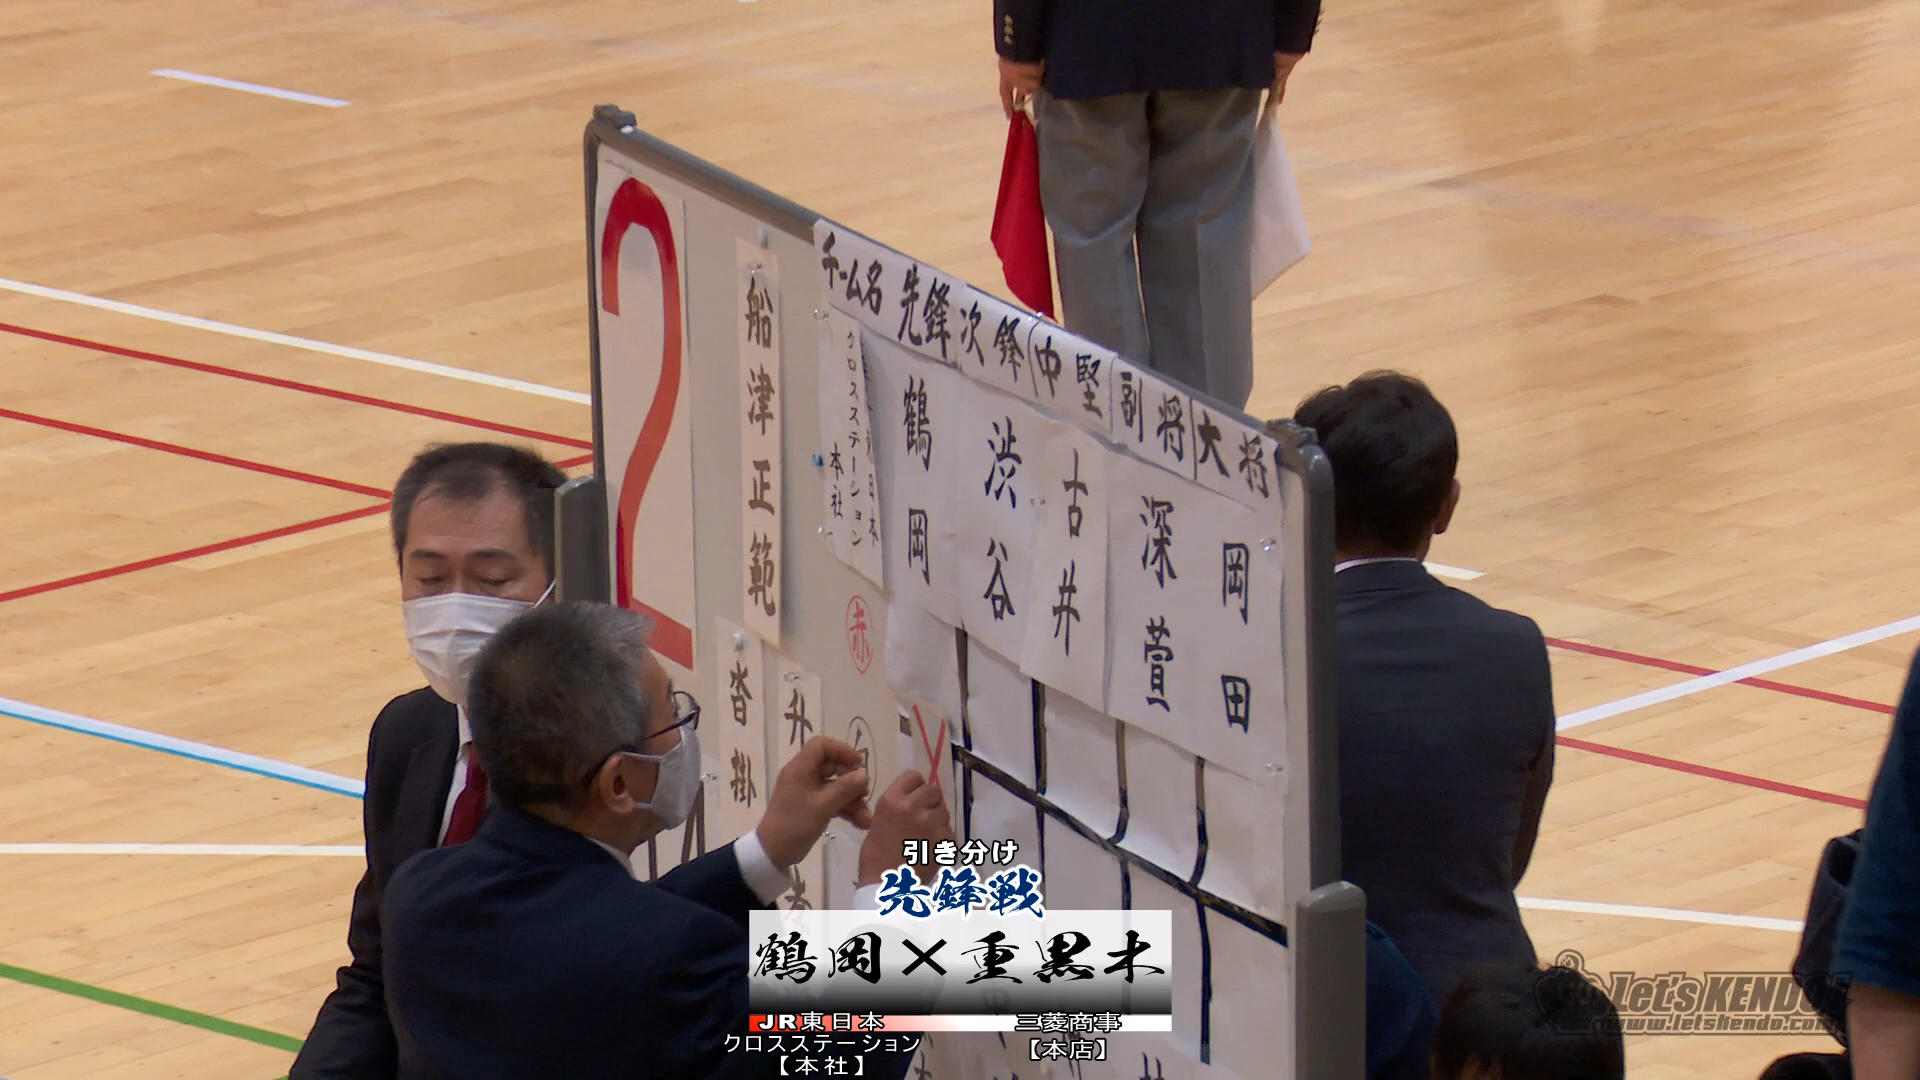 2
船津正範
沓掛
升
チーム名
先鋒
次鋒
中堅
副将
大将
日本
クロスステーション
本社
鶴岡
渋谷
古井
深萱
岡田
赤
白
引き分け
先鋒戦
鶴岡×重黒木
JR東日本
クロスステーション
【本社】
三菱商事
【本店】
Let's KENDO
www.letskendo.com